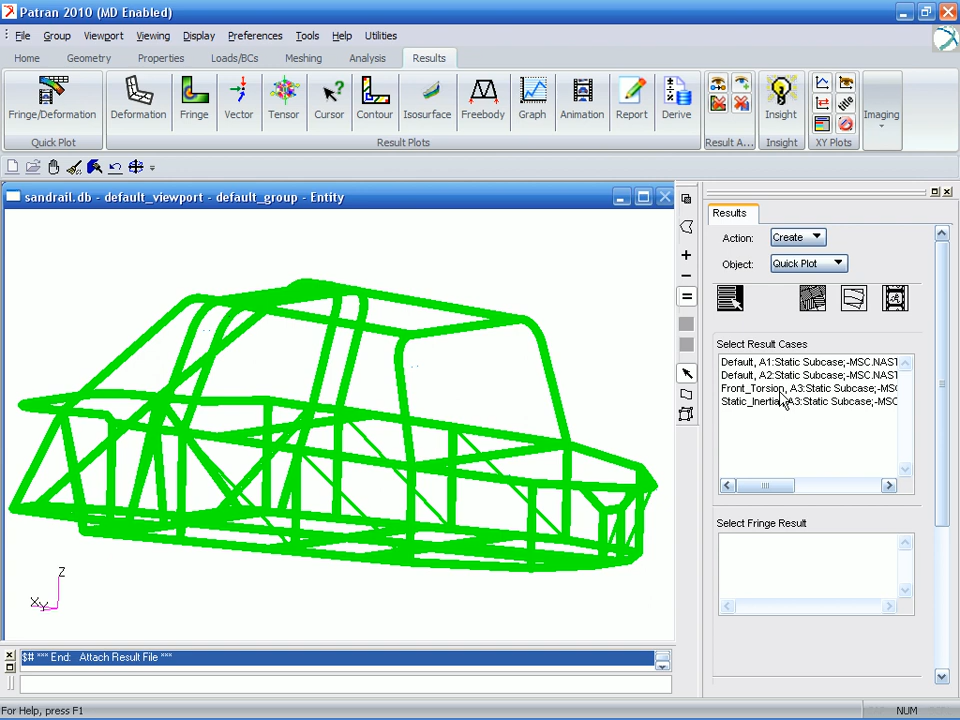 Patran 2010 (MD Enabled)
File Group Viewport Viewing Display Preferences Tools Help Utilities
Home Geometry Properties Loads/BCs Meshing Analysis Results
Fringe/Deformation Deformation Fringe Vector Tensor Cursor Contour Isosurface Freebody Graph Animation Report Derive Insight Imaging
Quick Plot Result Plots Result A... Insight XY Plots
sandrail.db - default_viewport - default_group - Entity
Results
Action: Create
Object: Quick Plot
Select Result Cases
Default, A1:Static Subcase;-MSC.NAST
Default, A2:Static Subcase;-MSC.NAST
Front_Torsion, A3:Static Subcase;-MSC
Static_Inertia, A3:Static Subcase;-MSC
Select Fringe Result
Z
X Y
$# *** End: Attach Result File ***
For Help, press F1
NUM